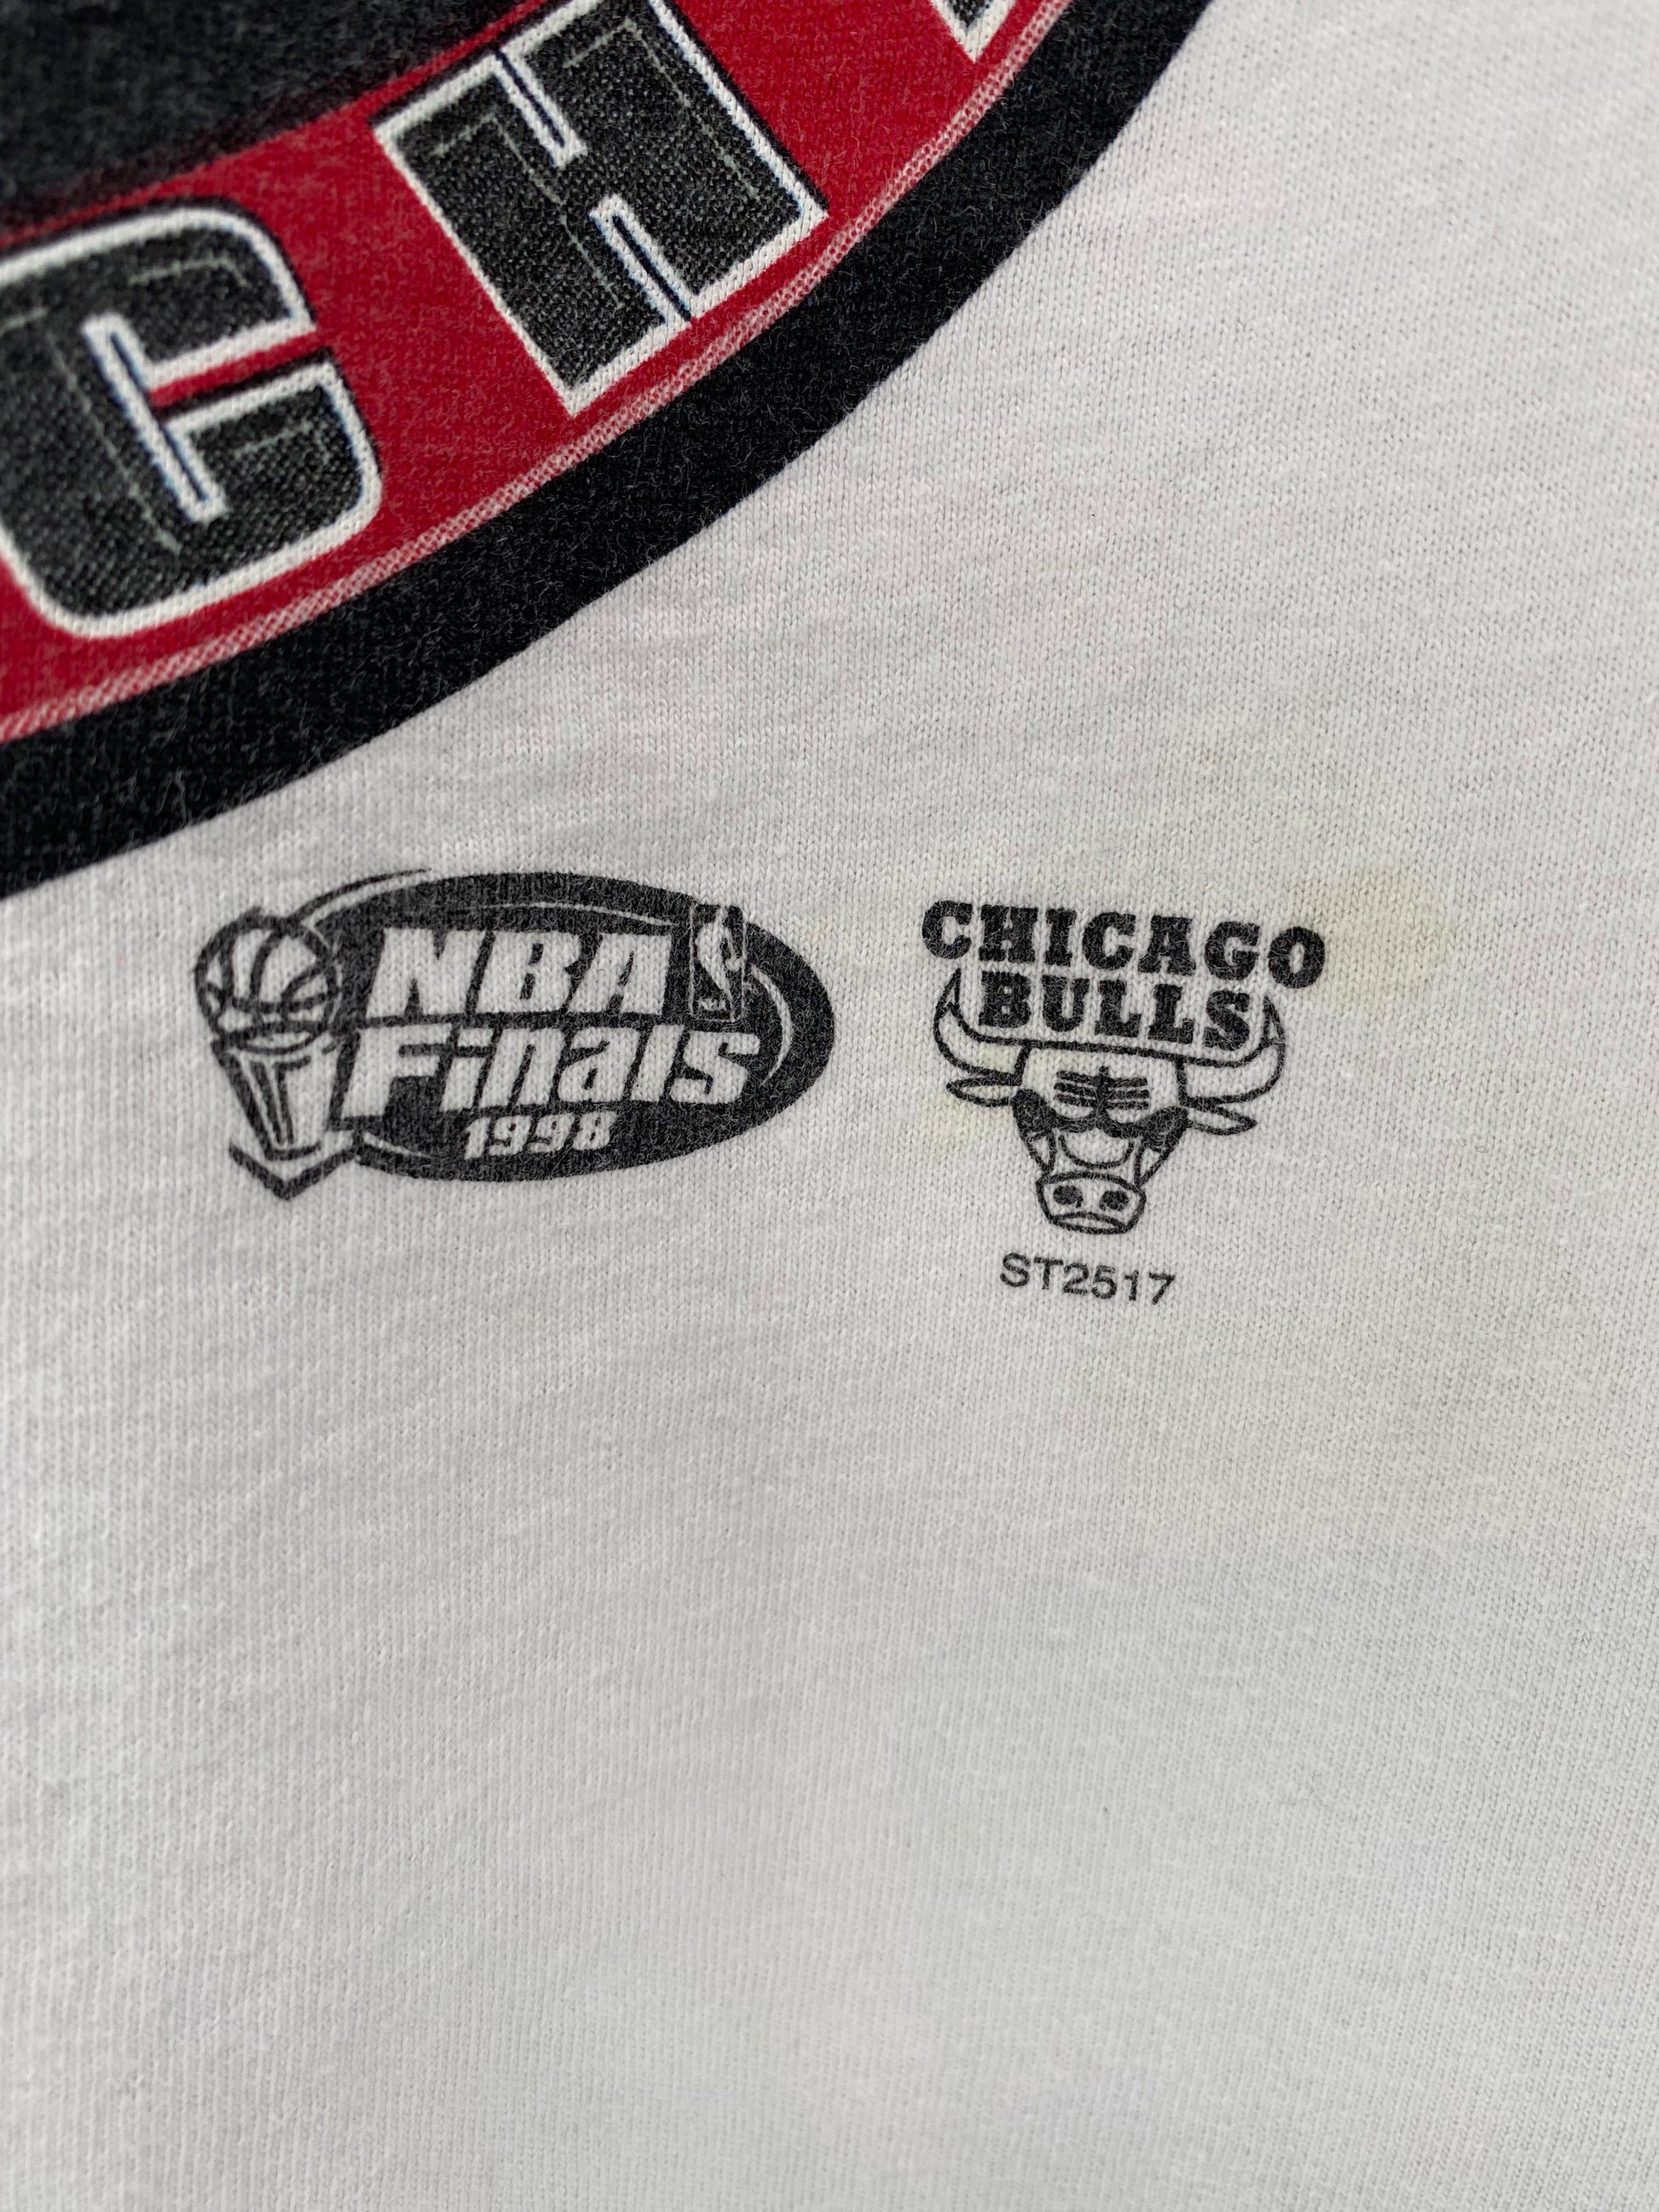 CH
NBA
Finals
1998
CHICAGO
BULLS
ST2517